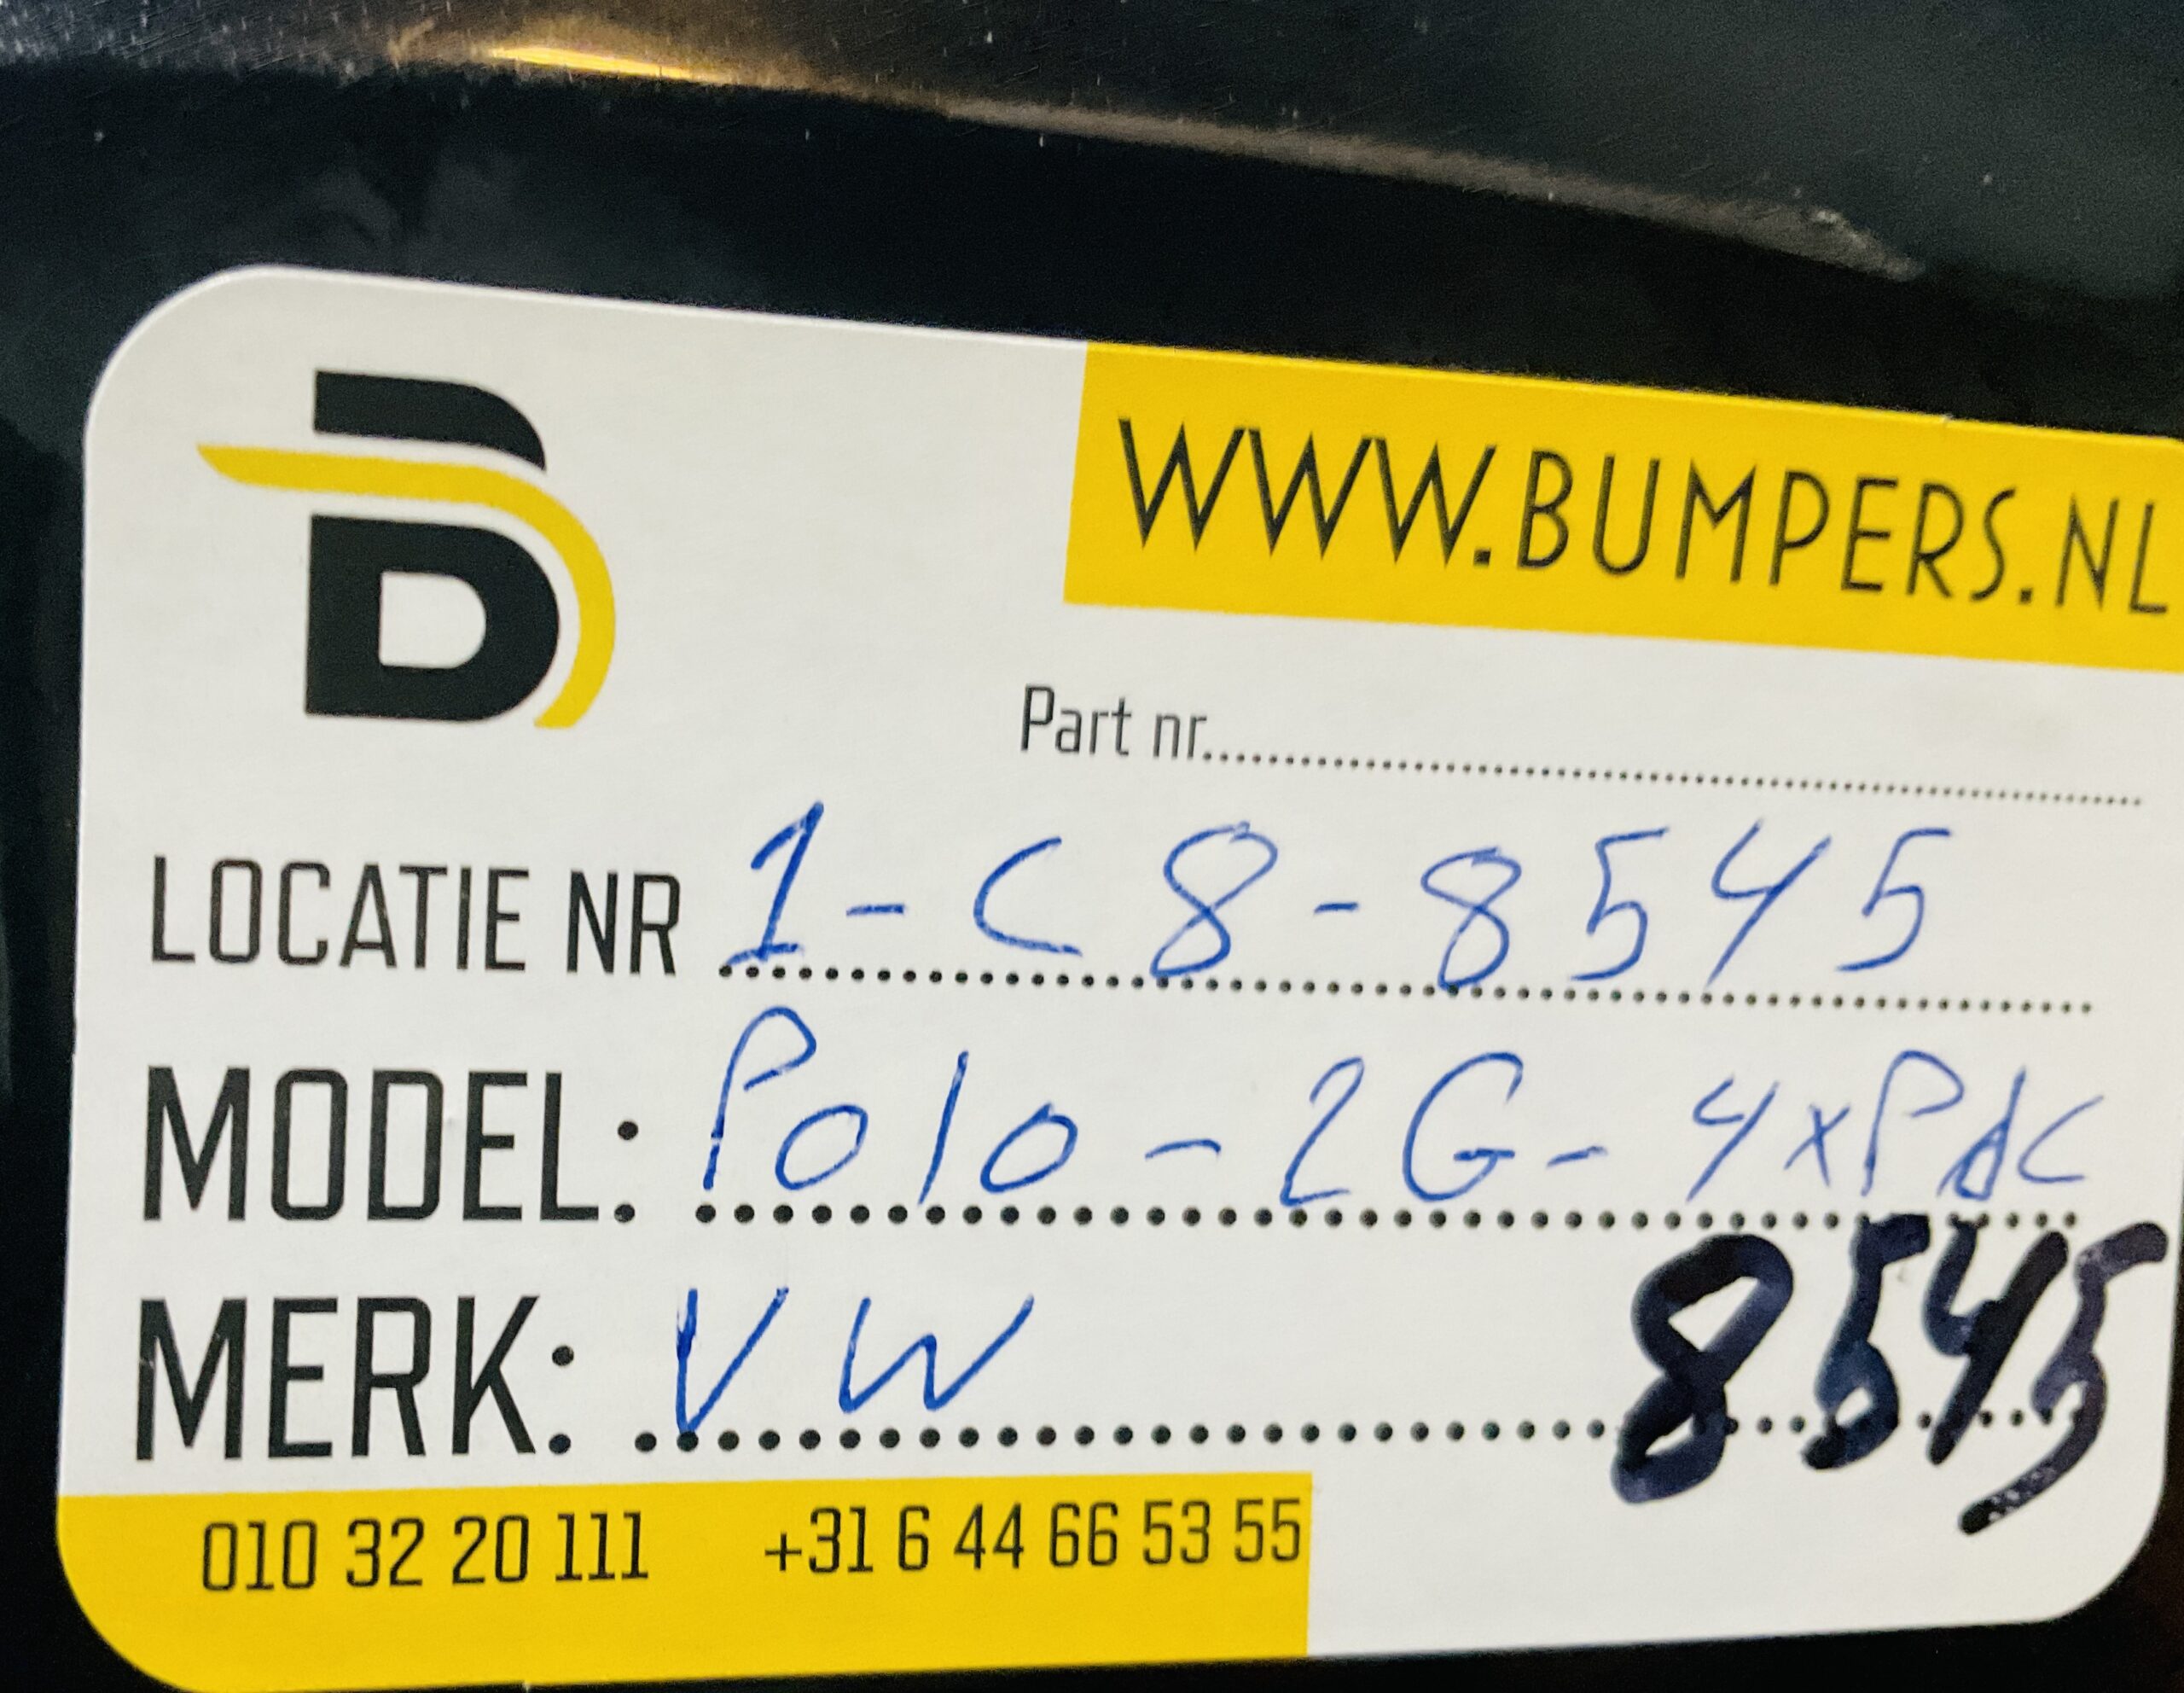 B
WWW.BUMPERS.NL
Part nr.......................................
LOCATIE NR 1-C8-8545
MODEL: Polo-2G-4xPdC
MERK: VW
8545
010 32 20 111 +31 6 44 66 53 55